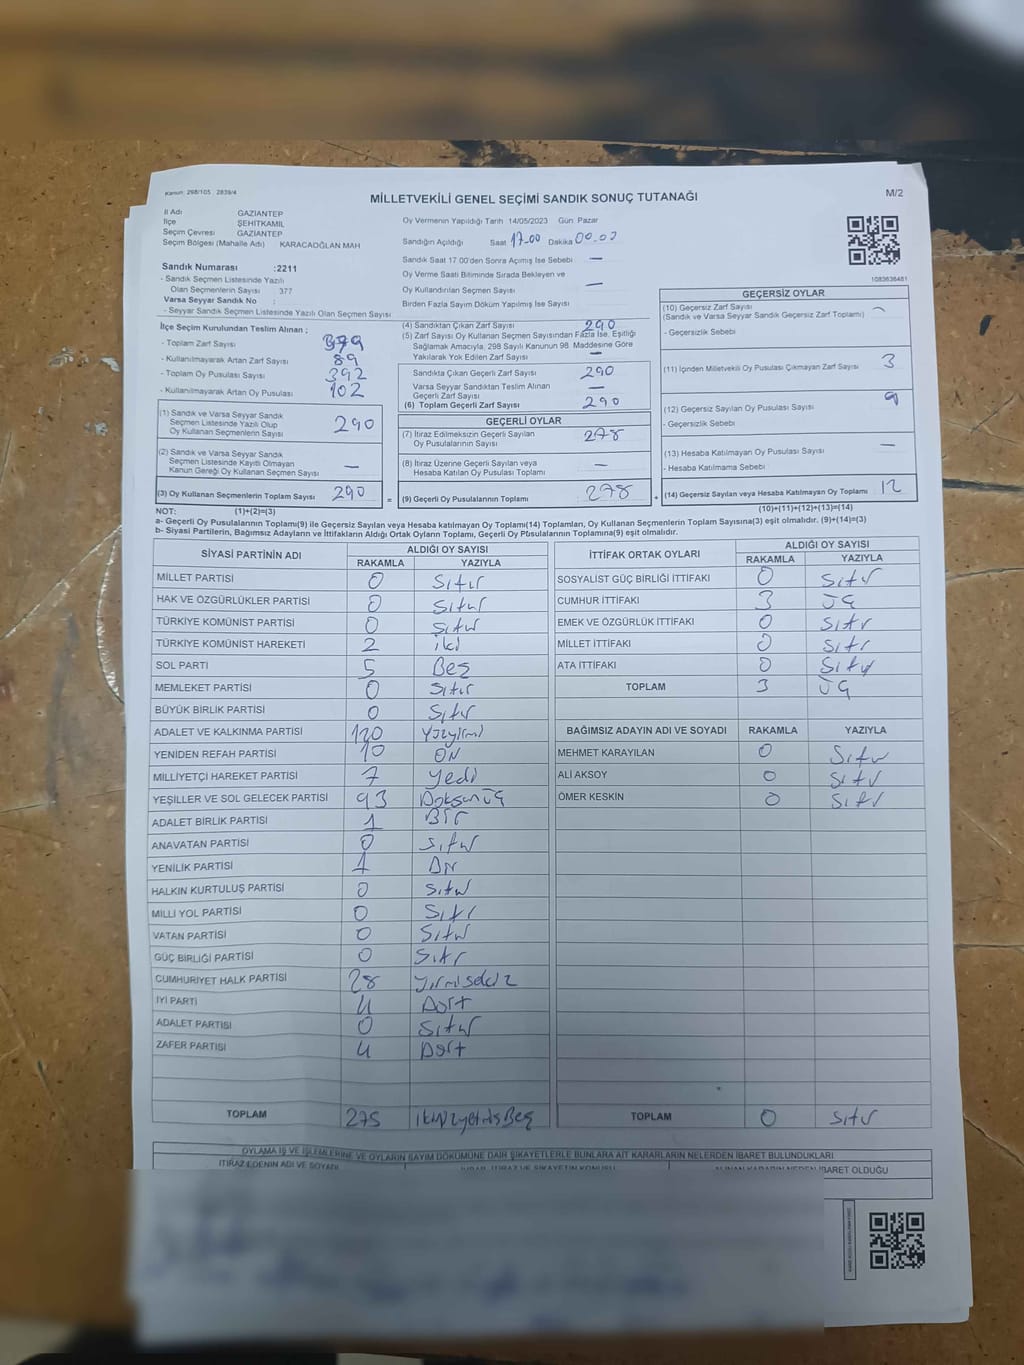 Kanun: 298/105, 2839/4
MİLLETVEKİLİ GENEL SEÇİMİ SANDIK SONUÇ TUTANAĞI
M/2
İl Adı GAZİANTEP
İlçe ŞEHİTKAMİL
Seçim Çevresi GAZİANTEP
Seçim Bölgesi (Mahalle Adı) KARACAOĞLAN MAH
Oy Vermenin Yapıldığı Tarih 14/05/2023 Gün Pazar
Sandığın Açıldığı Saat 17.00 Dakika
Sandık Saat 17.00'den Sonra Açılmış İse Sebebi —
Oy Verme Saati Bitiminde Sırada Bekleyen ve
Oy Kullandırılan Seçmen Sayısı —
Birden Fazla Sayım Döküm Yapılmış İse Sayısı
1083636461
Sandık Numarası :2211
- Sandık Seçmen Listesinde Yazılı
Olan Seçmenlerin Sayısı 377
Varsa Seyyar Sandık No :
- Seyyar Sandık Seçmen Listesinde Yazılı Olan Seçmen Sayısı
İlçe Seçim Kurulundan Teslim Alınan ;
- Toplam Zarf Sayısı 379
- Kullanılmayarak Artan Zarf Sayısı 89
- Toplam Oy Pusulası Sayısı 392
- Kullanılmayarak Artan Oy Pusulası 102
(1) Sandık ve Varsa Seyyar Sandık
Seçmen Listesinde Yazılı Olup
Oy Kullanan Seçmenlerin Sayısı 290
(2) Sandık ve Varsa Seyyar Sandık
Seçmen Listesinde Kayıtlı Olmayan
Kanun Gereği Oy Kullanan Seçmen Sayısı —
(3) Oy Kullanan Seçmenlerin Toplam Sayısı 290 =
(4) Sandıktan Çıkan Zarf Sayısı 290
(5) Zarf Sayısı Oy Kullanan Seçmen Sayısından Fazla İse, Eşitliği
Sağlamak Amacıyla, 298 Sayılı Kanunun 98. Maddesine Göre
Yakılarak Yok Edilen Zarf Sayısı —
Sandıkta Çıkan Geçerli Zarf Sayısı 290
Varsa Seyyar Sandıktan Teslim Alınan
Geçerli Zarf Sayısı —
(6) Toplam Geçerli Zarf Sayısı 290
GEÇERLİ OYLAR
(7) İtiraz Edilmeksizin Geçerli Sayılan
Oy Pusulalarının Sayısı 278
(8) İtiraz Üzerine Geçerli Sayılan veya
Hesaba Katılan Oy Pusulası Toplamı —
(9) Geçerli Oy Pusulalarının Toplamı : 278 +
GEÇERSİZ OYLAR
(10) Geçersiz Zarf Sayısı
(Sandık ve Varsa Seyyar Sandık Geçersiz Zarf Toplamı) —
- Geçersizlik Sebebi
(11) İçinden Milletvekili Oy Pusulası Çıkmayan Zarf Sayısı 3
(12) Geçersiz Sayılan Oy Pusulası Sayısı 9
- Geçersizlik Sebebi
(13) Hesaba Katılmayan Oy Pusulası Sayısı —
- Hesaba Katılmama Sebebi
(14) Geçersiz Sayılan veya Hesaba Katılmayan Oy Toplamı 12
NOT: (1)+(2)=(3)
(10)+(11)+(12)+(13)=(14)
a- Geçerli Oy Pusulalarının Toplamı(9) ile Geçersiz Sayılan veya Hesaba katılmayan Oy Toplamı(14) Toplamları, Oy Kullanan Seçmenlerin Toplam Sayısına(3) eşit olmalıdır. (9)+(14)=(3)
b- Siyasi Partilerin, Bağımsız Adayların ve İttifakların Aldığı Ortak Oyların Toplamı, Geçerli Oy Pusulalarının Toplamına(9) eşit olmalıdır.
SİYASİ PARTİNİN ADI ALDIĞI OY SAYISI
RAKAMLA YAZIYLA
MİLLET PARTİSİ 0 Sıfır
HAK VE ÖZGÜRLÜKLER PARTİSİ 0 Sıfır
TÜRKİYE KOMÜNİST PARTİSİ 0 Sıfır
TÜRKİYE KOMÜNİST HAREKETİ 2 iki
SOL PARTİ 5 Beş
MEMLEKET PARTİSİ 0 Sıfır
BÜYÜK BİRLİK PARTİSİ 0 Sıfır
ADALET VE KALKINMA PARTİSİ 120 Yüzyirmi
YENİDEN REFAH PARTİSİ 10 ON
MİLLİYETÇİ HAREKET PARTİSİ 7 yedi
YEŞİLLER VE SOL GELECEK PARTİSİ 93 DoksanÜç
ADALET BİRLİK PARTİSİ 1 Bir
ANAVATAN PARTİSİ 0 Sıfır
YENİLİK PARTİSİ 1 Bir
HALKIN KURTULUŞ PARTİSİ 0 Sıfır
MİLLİ YOL PARTİSİ 0 Sıfır
VATAN PARTİSİ 0 Sıfır
GÜÇ BİRLİĞİ PARTİSİ 0 Sıfır
CUMHURİYET HALK PARTİSİ 28 yirmisekiz
İYİ PARTİ 4 Dört
ADALET PARTİSİ 0 Sıfır
ZAFER PARTİSİ 4 Dört
TOPLAM 275 ikiyüzyetmişBeş
İTTİFAK ORTAK OYLARI ALDIĞI OY SAYISI
RAKAMLA YAZIYLA
SOSYALİST GÜÇ BİRLİĞİ İTTİFAKI 0 Sıfır
CUMHUR İTTİFAKI 3 ÜÇ
EMEK VE ÖZGÜRLÜK İTTİFAKI 0 Sıfır
MİLLET İTTİFAKI 0 Sıfır
ATA İTTİFAKI 0 Sıfır
TOPLAM 3 ÜÇ
BAĞIMSIZ ADAYIN ADI VE SOYADI RAKAMLA YAZIYLA
MEHMET KARAYILAN 0 Sıfır
ALİ AKSOY 0 Sıfır
ÖMER KESKİN 0 Sıfır
TOPLAM 0 Sıfır
OYLAMA İŞ VE İŞLEMLERİNE VE OYLARIN SAYIM DÖKÜMÜNE DAİR ŞİKAYETLERLE BUNLARA AİT KARARLARIN NELERDEN İBARET BULUNDUKLARI
İTİRAZ EDENİN ADI VE SOYADI
İTİRAZ VE ŞİKAYETİN KONUSU
ALINAN KARARIN NEDEN İBARET OLDUĞU